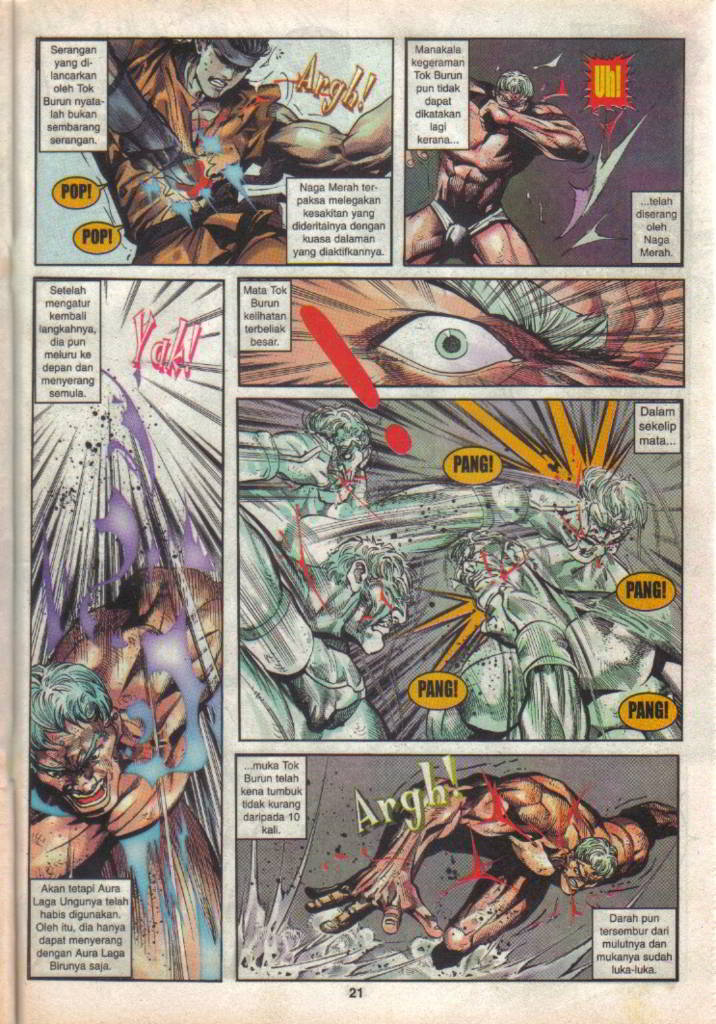 Serangan
yang di-
lancarkan
oleh Tok
Burun nyata-
lah bukan
sembarang
serangan.
Argh!
POP!
POP!
Naga Merah ter-
paksa melegakan
kesakitan yang
dideritainya dengan
kuasa dalaman
yang diaktifkannya.
Manakala
kegeraman
Tok Burun
pun tidak
dapat
dikatakan
lagi
kerana...
Uh!
...telah
diserang
oleh
Naga
Merah.
Setelah
mengatur
kembali
langkahnya,
dia pun
meluru ke
depan dan
menyerang
semula.
Yah!
Akan tetapi Aura
Laga Ungunya telah
habis digunakan.
Oleh itu, dia hanya
dapat menyerang
dengan Aura Laga
Birunya saja.
Mata Tok
Burun
kelihatan
terbeliak
besar.
!
Dalam
sekelip
mata...
PANG!
PANG!
PANG!
PANG!
...muka Tok
Burun telah
kena tumbuk
tidak kurang
daripada 10
kali.
Argh!
Darah pun
tersembur dari
mulutnya dan
mukanya sudah
luka-luka.
21